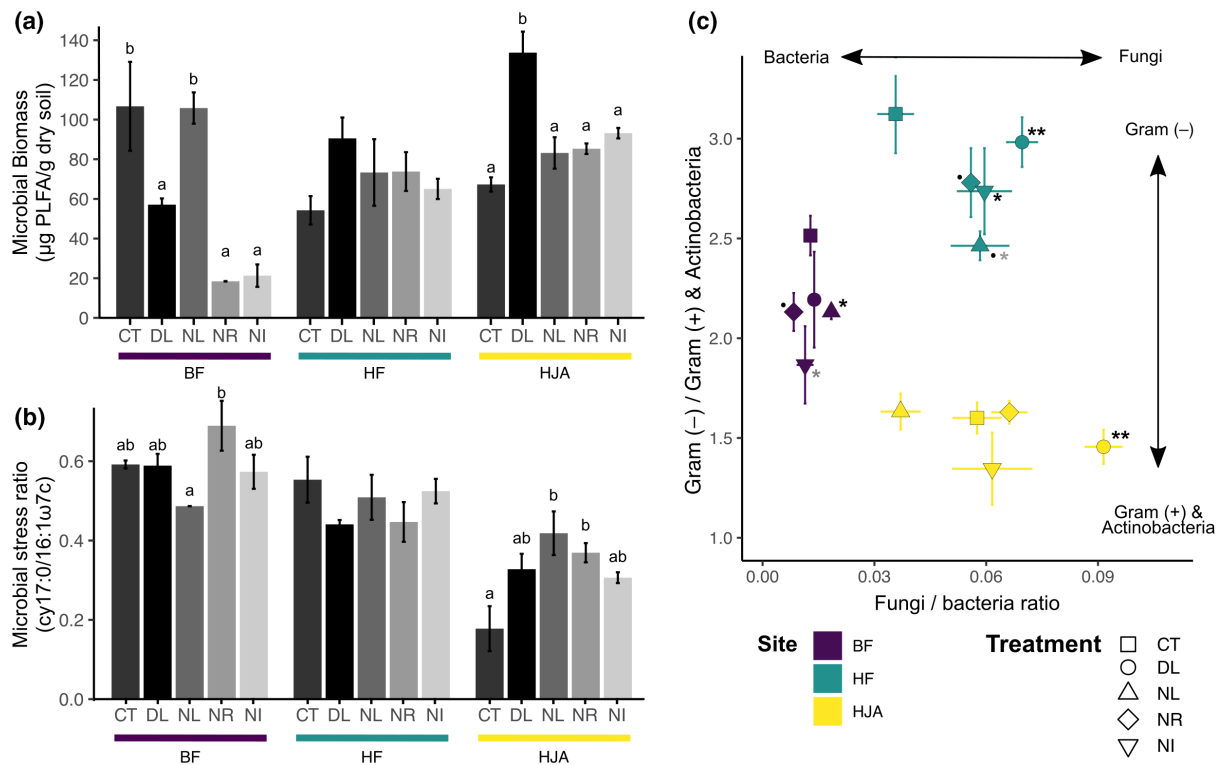 (a)
Microbial Biomass
(µg PLFA/g dry soil)
140
120
100
80
60
40
20
0
b
a
b
a
a
a
b
a
a
a
CT DL NL NR NI
CT DL NL NR NI
CT DL NL NR NI
BF
HF
HJA
(b)
Microbial stress ratio
(cy17:0/16:1ω7c)
0.6
0.4
0.2
0.0
ab
ab
a
b
ab
a
ab
b
b
ab
CT DL NL NR NI
CT DL NL NR NI
CT DL NL NR NI
BF
HF
HJA
(c)
Bacteria
Fungi
Gram (–)
Gram (+) &
Actinobacteria
Gram (–) / Gram (+) & Actinobacteria
3.0
2.5
2.0
1.5
1.0
**
•
*
• *
•
*
*
**
0.00
0.03
0.06
0.09
Fungi / bacteria ratio
Site
BF
HF
HJA
Treatment
CT
DL
NL
NR
NI